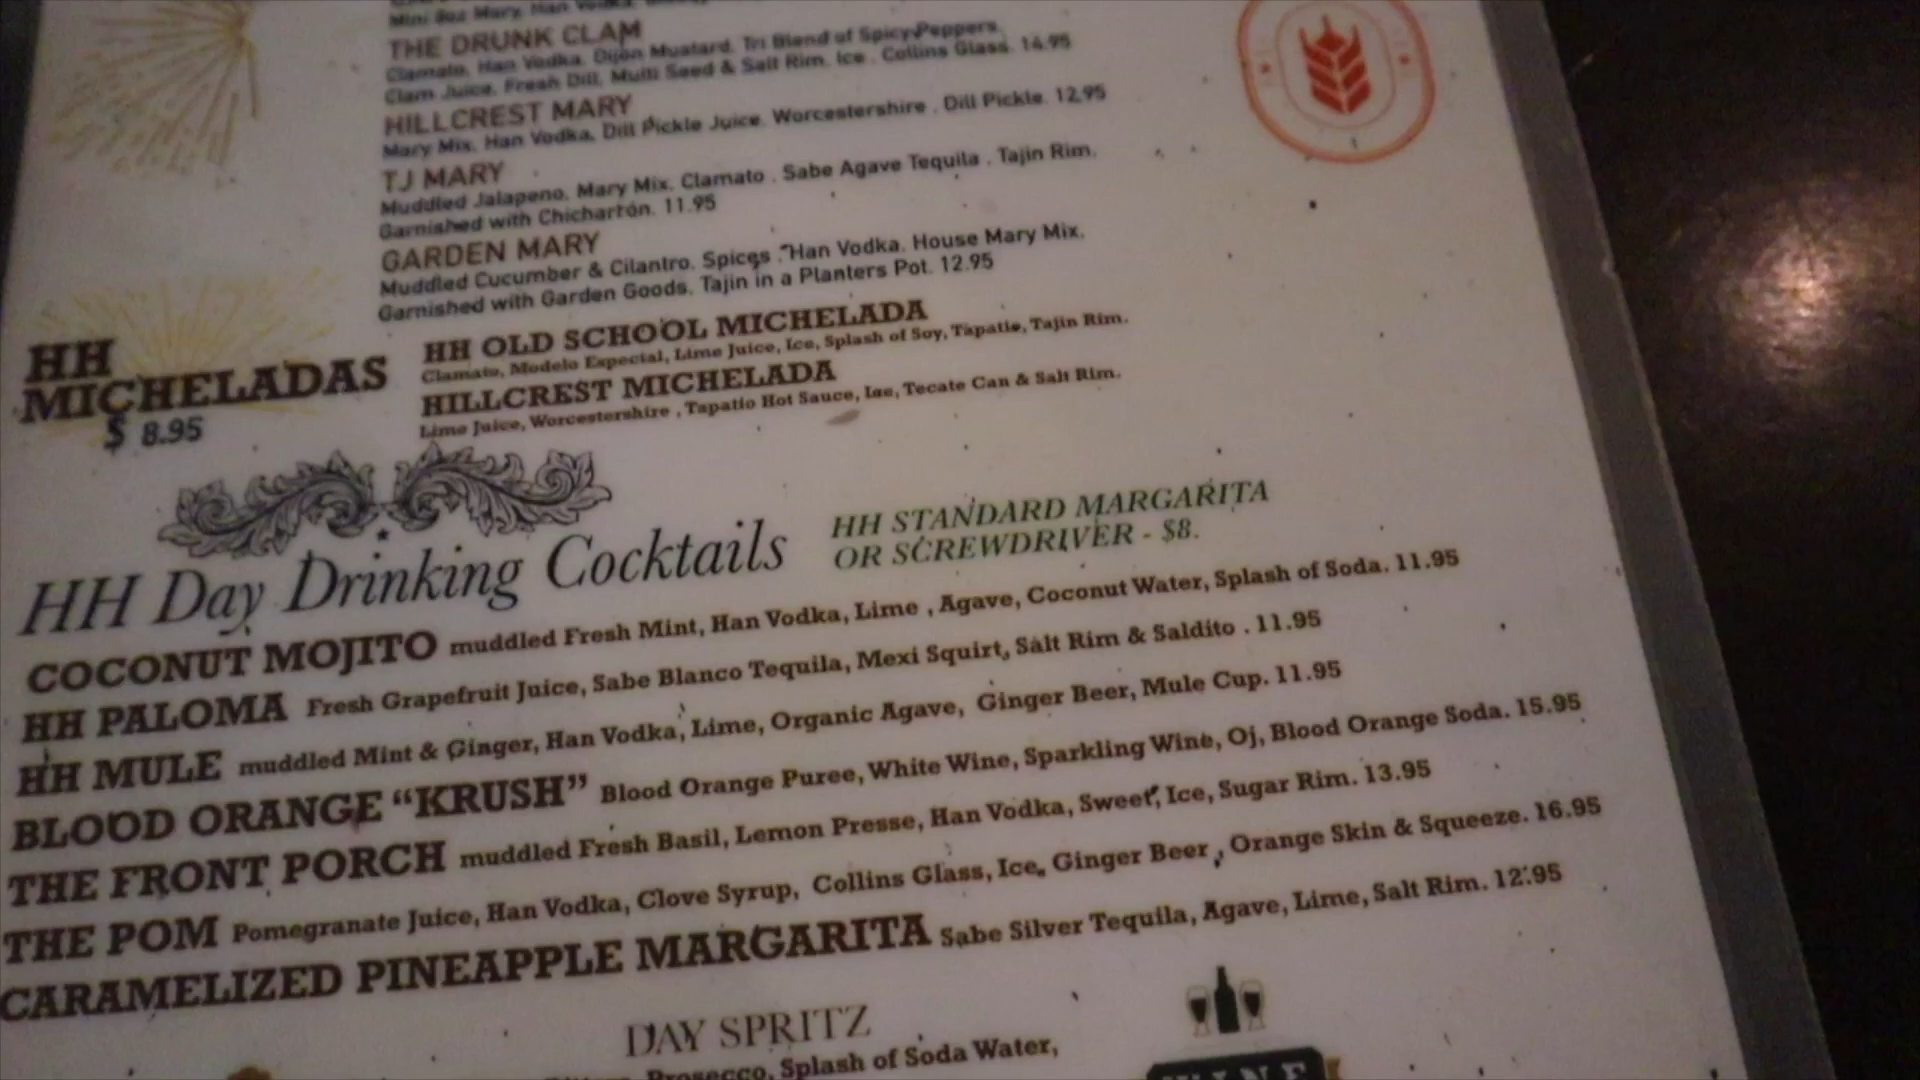 Mini 8oz Mary, Han Vodka,
THE DRUNK CLAM
Clamato, Han Vodka, Dijon Mustard, Tri Blend of Spicy Peppers,
Clam Juice, Fresh Dill, Multi Seed & Salt Rim, Ice . Collins Glass. 14.95
HILLCREST MARY
Mary Mix, Han Vodka, Dill Pickle Juice, Worcestershire . Dill Pickle. 12.95
TJ MARY
Muddled Jalapeno, Mary Mix, Clamato . Sabe Agave Tequila . Tajin Rim,
Garnished with Chicharrón. 11.95
GARDEN MARY
Muddled Cucumber & Cilantro, Spices . Han Vodka, House Mary Mix,
Garnished with Garden Goods, Tajin in a Planters Pot. 12.95
HH
MICHELADAS
$ 8.95
HH OLD SCHOOL MICHELADA
Clamato, Modelo Especial, Lime Juice, Ice, Splash of Soy, Tapatio, Tajin Rim.
HILLCREST MICHELADA
Lime Juice, Worcestershire , Tapatio Hot Sauce, Ice, Tecate Can & Salt Rim.
HH Day Drinking Cocktails
HH STANDARD MARGARITA
OR SCREWDRIVER - $8.
COCONUT MOJITO muddled Fresh Mint, Han Vodka, Lime , Agave, Coconut Water, Splash of Soda. 11.95
HH PALOMA Fresh Grapefruit Juice, Sabe Blanco Tequila, Mexi Squirt, Salt Rim & Saldito . 11.95
HH MULE muddled Mint & Ginger, Han Vodka, Lime, Organic Agave, Ginger Beer, Mule Cup. 11.95
BLOOD ORANGE “KRUSH” Blood Orange Puree, White Wine, Sparkling Wine, Oj, Blood Orange Soda. 15.95
THE FRONT PORCH muddled Fresh Basil, Lemon Presse, Han Vodka, Sweet, Ice, Sugar Rim. 13.95
THE POM Pomegranate Juice, Han Vodka, Clove Syrup, Collins Glass, Ice, Ginger Beer , Orange Skin & Squeeze. 16.95
CARAMELIZED PINEAPPLE MARGARITA Sabe Silver Tequila, Agave, Lime, Salt Rim. 12.95
DAY SPRITZ
Prosecco, Splash of Soda Water,
WINE